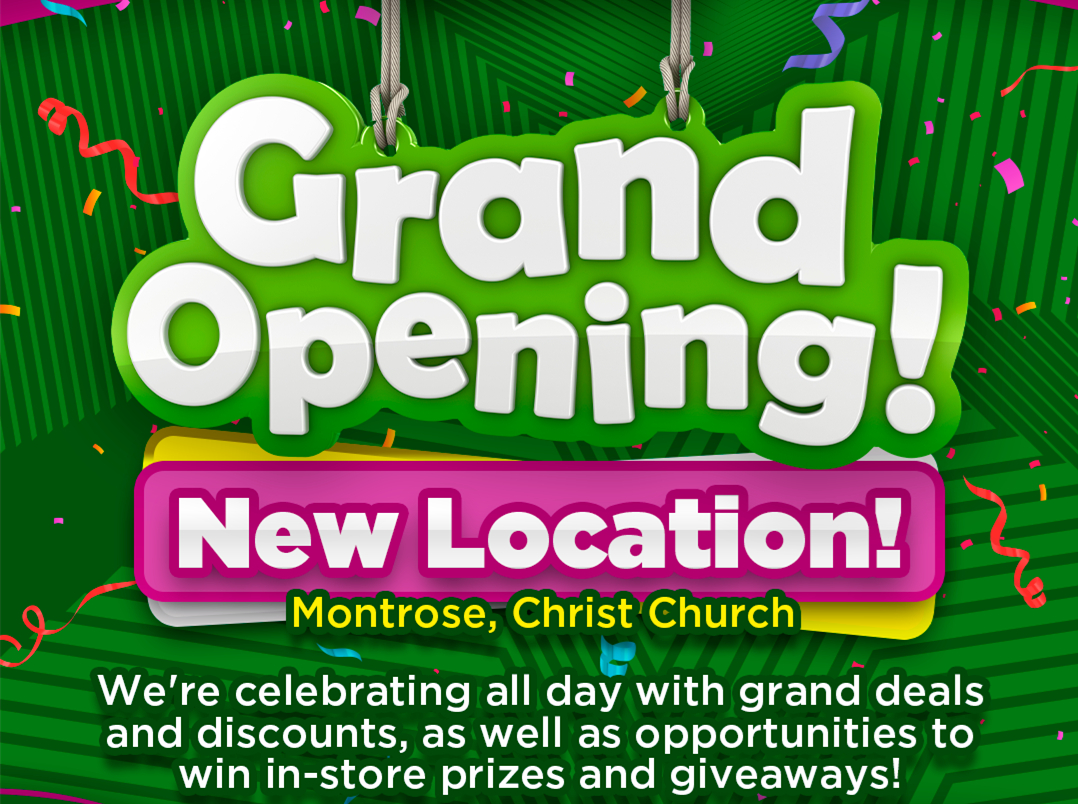 Grand
Opening!
New Location!
Montrose, Christ Church
We're celebrating all day with grand deals
and discounts, as well as opportunities to
win in-store prizes and giveaways!